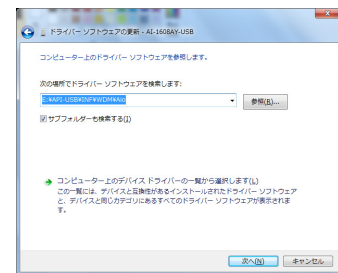 ドライバー ソフトウェアの更新 - AI-1608AY-USB
コンピューター上のドライバー ソフトウェアを参照します。
次の場所でドライバー ソフトウェアを検索します:
E:¥API-USB¥INF¥WDM¥Aio
参照(R)...
サブフォルダーも検索する(I)
コンピューター上のデバイス ドライバーの一覧から選択します(L)
この一覧には、デバイスと互換性があるインストールされたドライバー ソフトウェア
と、デバイスと同じカテゴリにあるすべてのドライバー ソフトウェアが表示されま
す。
次へ(N)
キャンセル